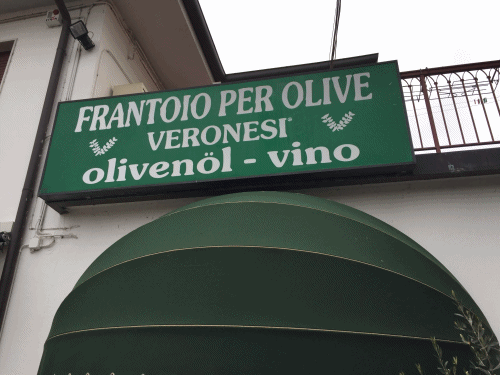 FRANTOIO PER OLIVE
VERONESI
olivenöl - vino